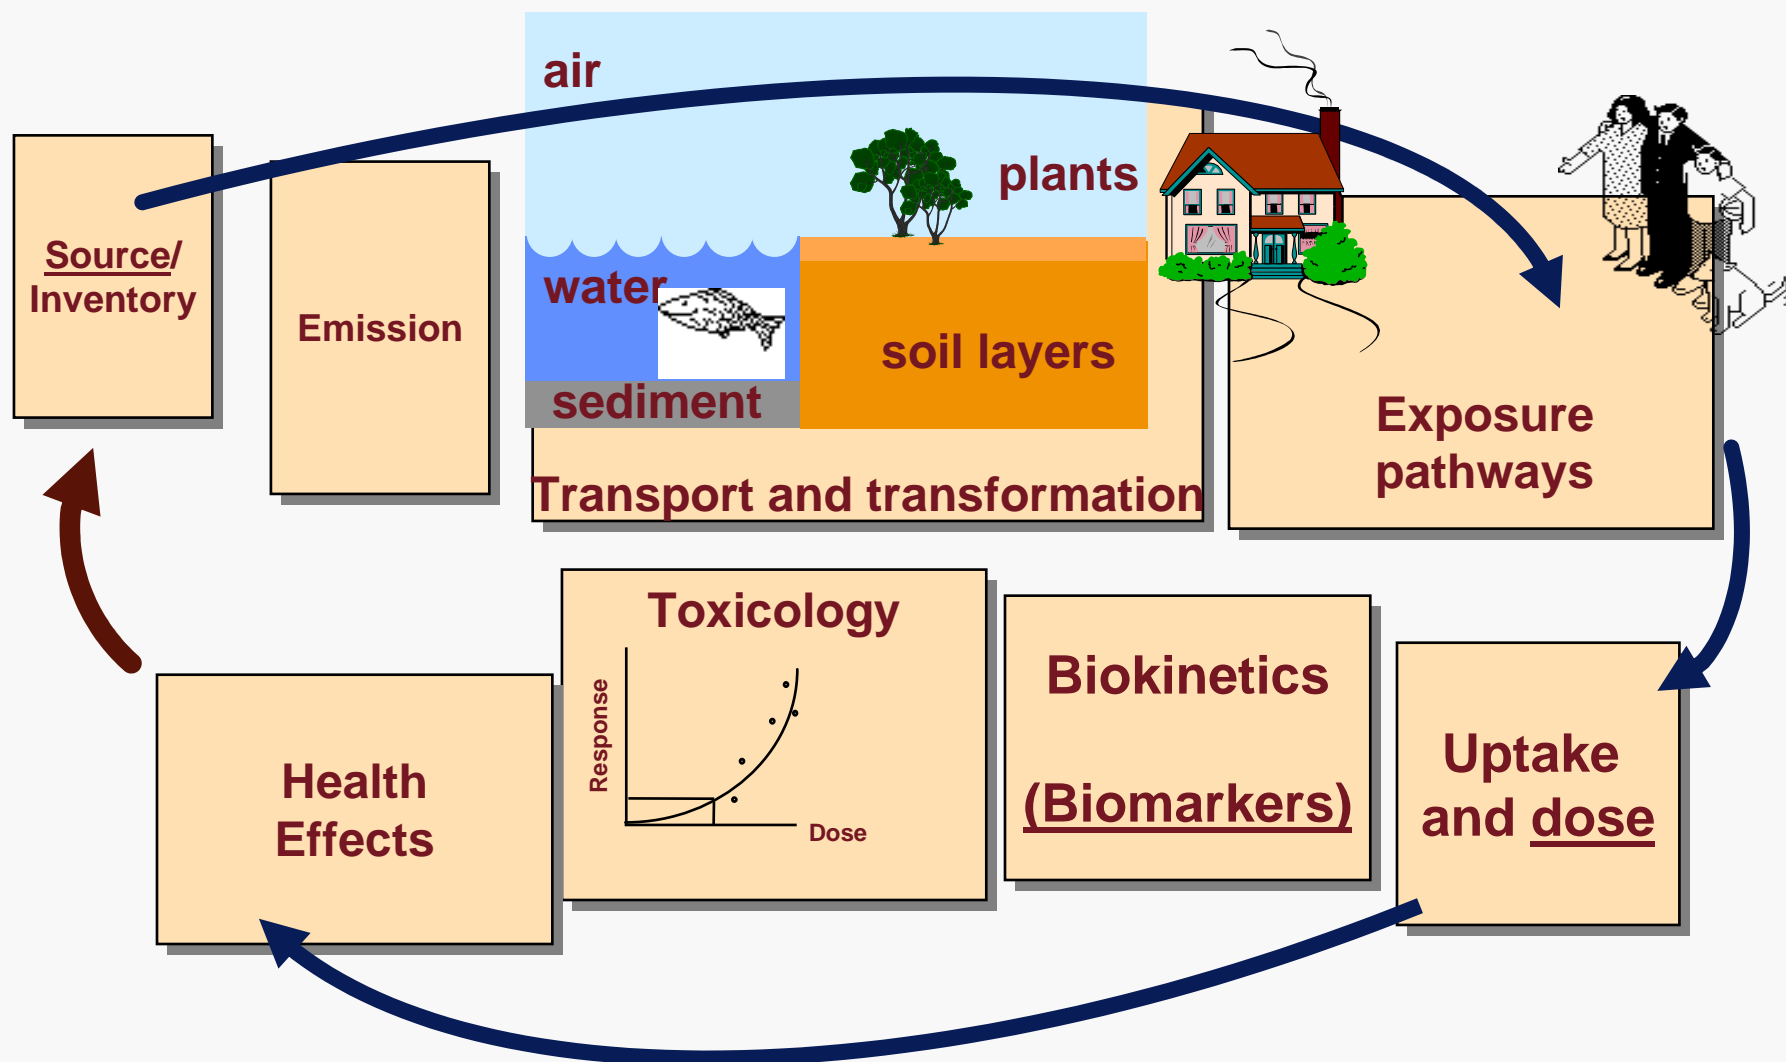 air
plants
Source/
Inventory
Emission
water
soil layers
sediment
Transport and transformation
Exposure
pathways
Toxicology
Response
Dose
Biokinetics
(Biomarkers)
Uptake
and dose
Health
Effects